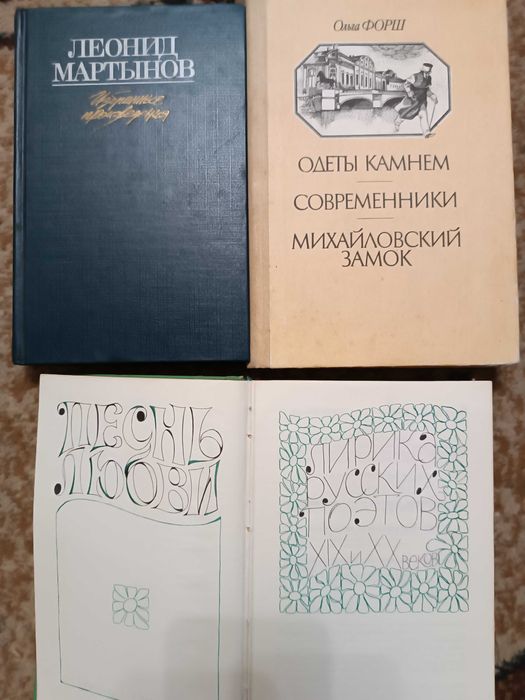 ЛЕОНИД
МАРТЫНОВ
Избранные
произведения
Ольга ФОРШ
ОДЕТЫ КАМНЕМ
СОВРЕМЕННИКИ
МИХАЙЛОВСКИЙ
ЗАМОК
ПЕСНЬ
ЛЮБВИ
ЛИРИКА
РУССКИХ
ПОЭТОВ
XIX И XX ВЕКОВ